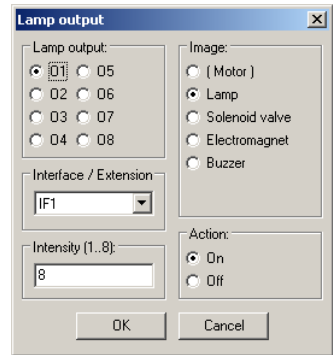 Lamp output
Lamp output:
O1 O5
O2 O6
O3 O7
O4 O8
Interface / Extension
IF1
Intensity (1..8):
8
Image:
( Motor )
Lamp
Solenoid valve
Electromagnet
Buzzer
Action:
On
Off
OK Cancel